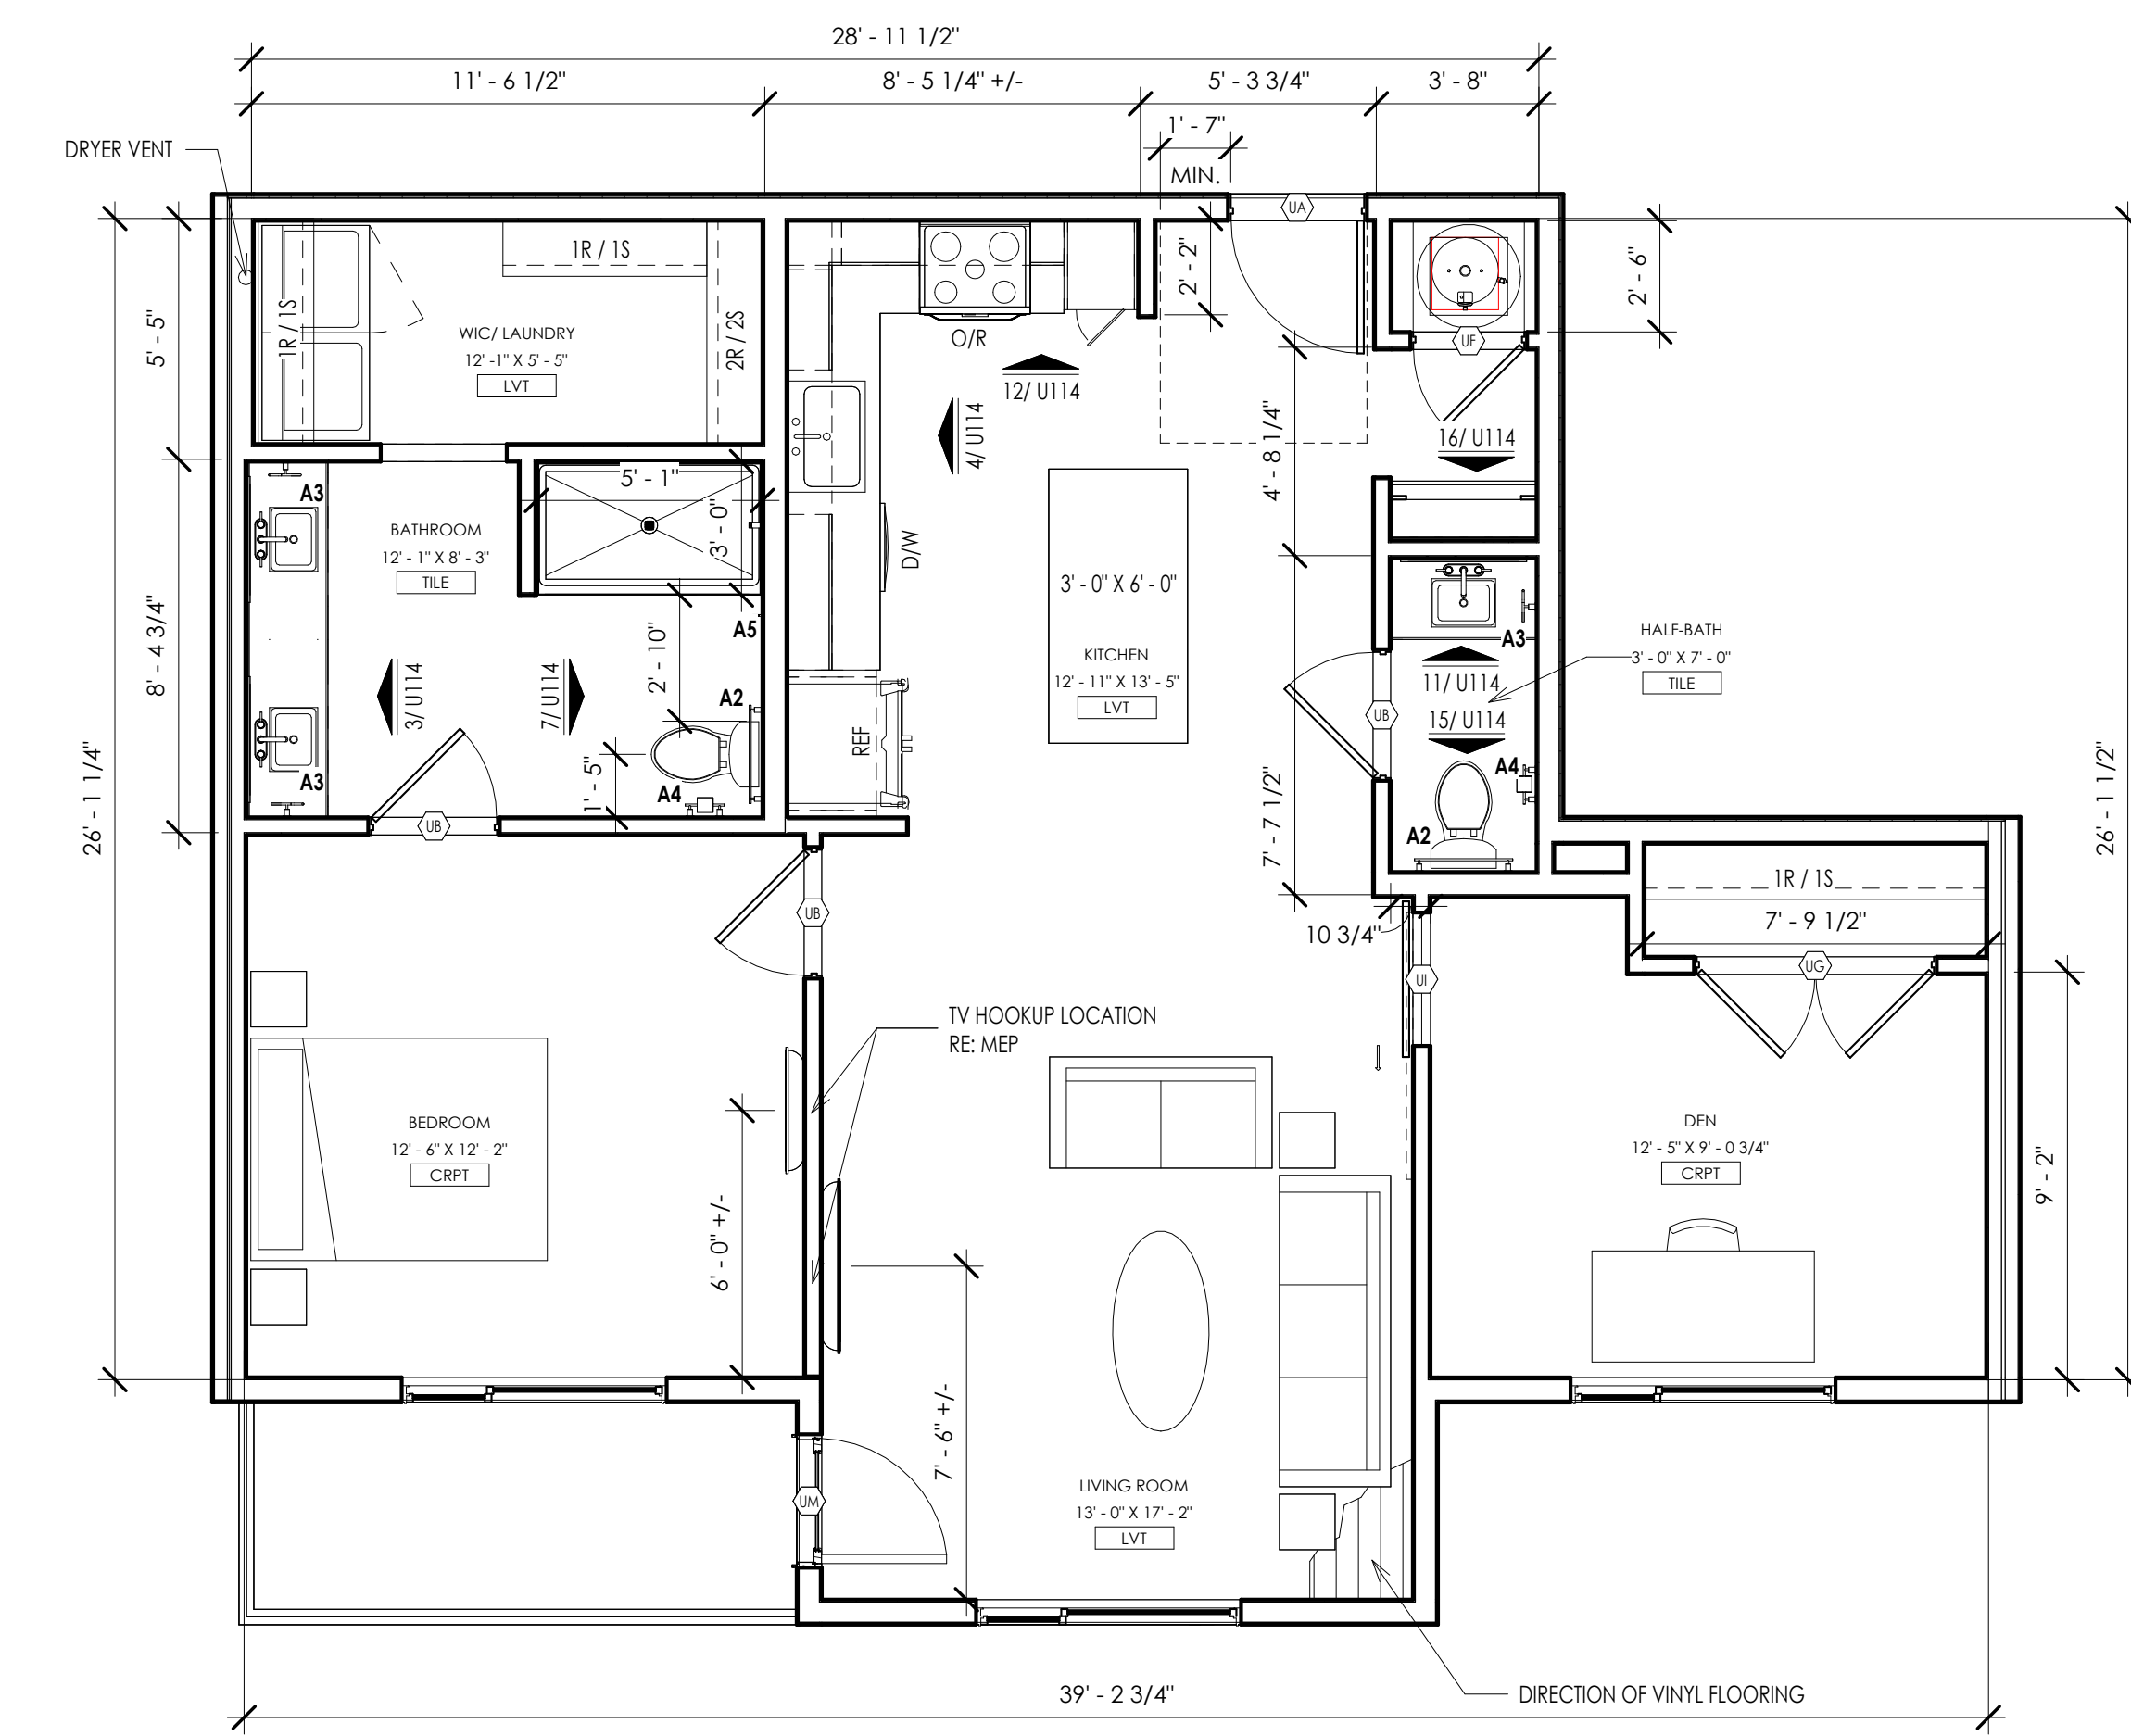 28' - 11 1/2"
11' - 6 1/2"
8' - 5 1/4" +/-
5' - 3 3/4"
3' - 8"
1' - 7"
MIN.
DRYER VENT
UA
2' - 2"
2' - 6"
5' - 5"
1R / 1S
1R / 1S
2R / 2S
WIC/ LAUNDRY
12' -1" X 5' - 5"
LVT
O/R
12/ U114
4/ U114
UF
16/ U114
4' - 8 1/4"
5' - 1"
3' - 0"
A3
BATHROOM
12' - 1" X 8' - 3"
TILE
D/W
3' - 0" X 6' - 0"
8' - 4 3/4"
A5
2' - 10"
A2
3/ U114
7/ U114
KITCHEN
12' - 11" X 13' - 5"
LVT
A3
HALF-BATH
3' - 0" X 7' - 0"
TILE
11/ U114
15/ U114
UB
REF
1' - 5"
A4
A3
A4
A2
7' - 7 1/2"
26' - 1 1/4"
26' - 1 1/2"
UB
UB
1R / 1S
7' - 9 1/2"
10 3/4"
UI
UG
TV HOOKUP LOCATION
RE: MEP
BEDROOM
12' - 6" X 12' - 2"
CRPT
DEN
12' - 5" X 9' - 0 3/4"
CRPT
9' - 2"
6' - 0" +/-
7' - 6" +/-
UM
LIVING ROOM
13' - 0" X 17' - 2"
LVT
39' - 2 3/4"
DIRECTION OF VINYL FLOORING